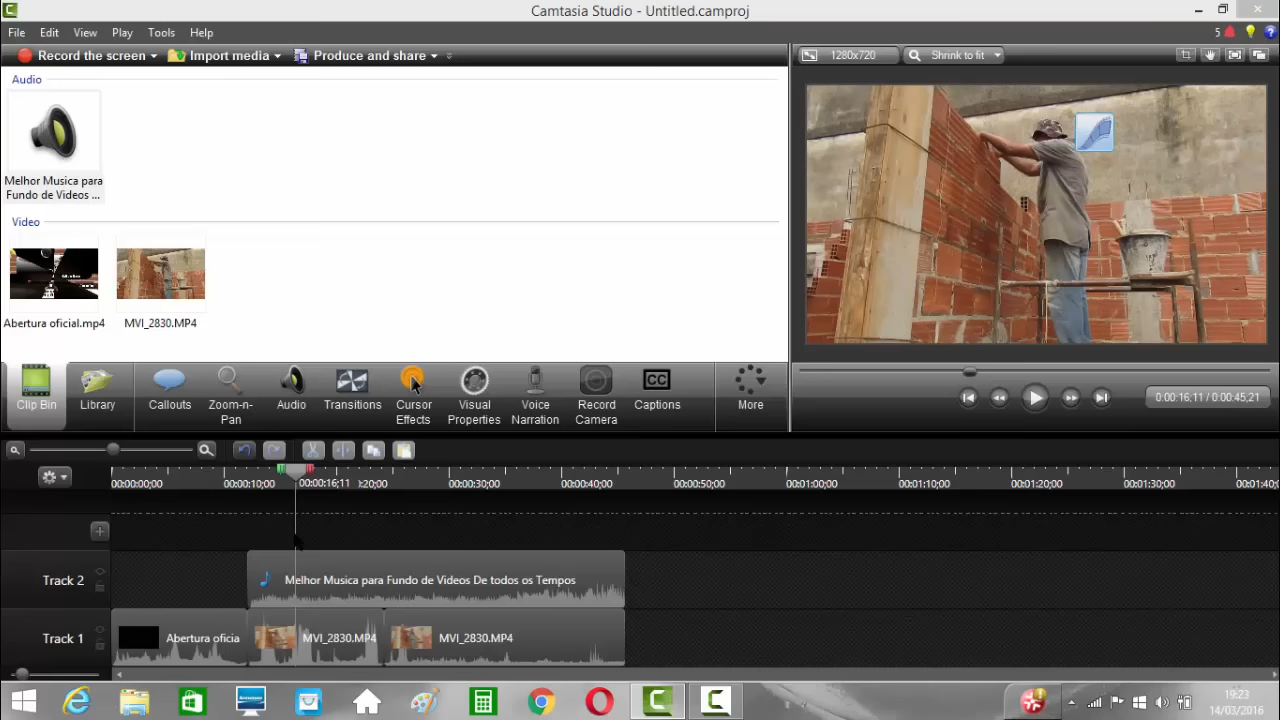 Camtasia Studio - Untitled.camproj
File Edit View Play Tools Help
5
Record the screen Import media Produce and share
1280x720 Shrink to fit
Audio
Melhor Musica para
Fundo de Videos ...
Video
Abertura oficial.mp4 MVI_2830.MP4
Clip Bin Library Callouts Zoom-n-
Pan Audio Transitions Cursor
Effects Visual
Properties Voice
Narration Record
Camera Captions More
0:00:16;11 / 0:00:45;21
00:00:00;00 00:00:10;00 00:00:16;11 20;00 00:00:30;00 00:00:40;00 00:00:50;00 00:01:00;00 00:01:10;00 00:01:20;00 00:01:30;00 00:01:40;
Track 2 Melhor Musica para Fundo de Videos De todos os Tempos
Track 1 Abertura oficia MVI_2830.MP4 MVI_2830.MP4
19:23
14/03/2016